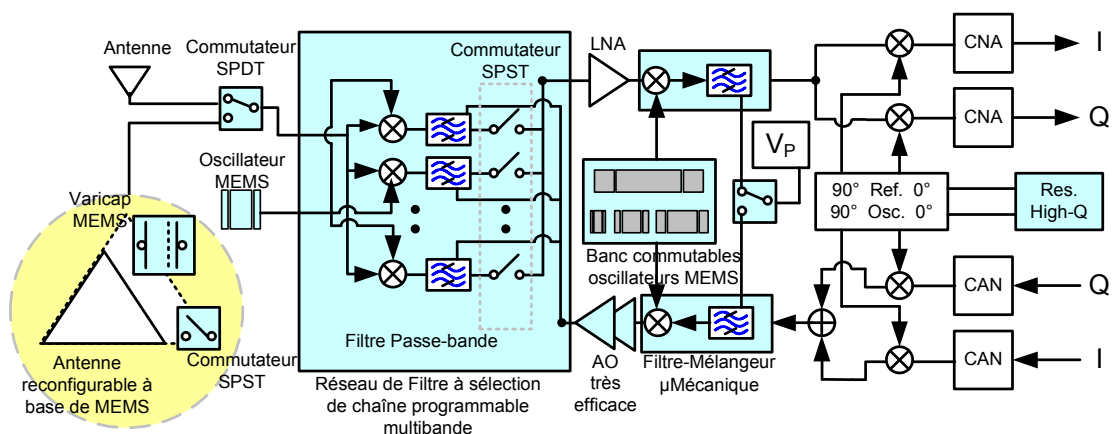 Antenne
Commutateur
SPDT
Oscillateur
MEMS
Varicap
MEMS
Antenne
reconfigurable à
base de MEMS
Commutateur
SPST
Commutateur
SPST
Filtre Passe-bande
Réseau de Filtre à sélection
de chaîne programmable
multibande
LNA
Banc commutables
oscillateurs MEMS
AO
très
efficace
Filtre-Mélangeur
µMécanique
VP
CNA
I
CNA
Q
90° Ref. 0°
90° Osc. 0°
Res.
High-Q
CAN
Q
CAN
I